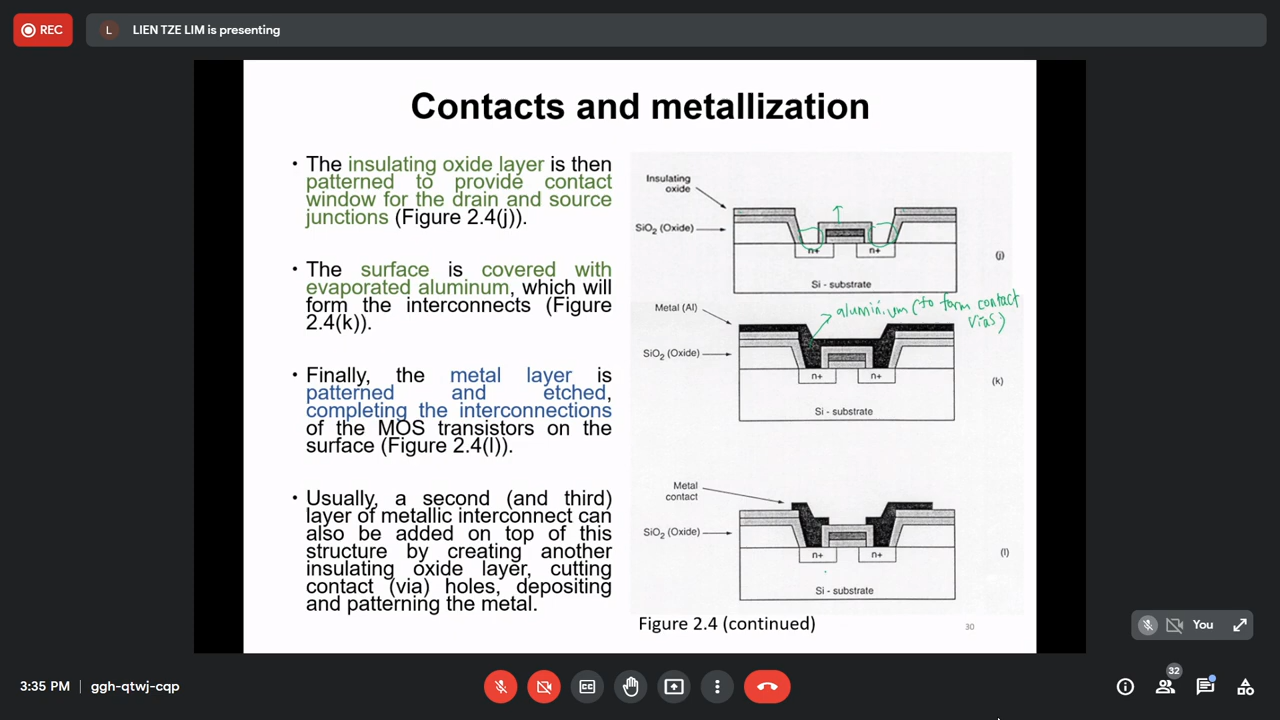 REC
L
LIEN TZE LIM is presenting
Contacts and metallization
• The insulating oxide layer is then
patterned to provide contact
window for the drain and source
junctions (Figure 2.4(j)).
• The surface is covered with
evaporated aluminum, which will
form the interconnects (Figure
2.4(k)).
• Finally, the metal layer is
patterned and etched,
completing the interconnections
of the MOS transistors on the
surface (Figure 2.4(l)).
• Usually, a second (and third)
layer of metallic interconnect can
also be added on top of this
structure by creating another
insulating oxide layer, cutting
contact (via) holes, depositing
and patterning the metal.
Insulating
oxide
SiO2 (Oxide)
n+ n+
(j)
Si - substrate
aluminium (to form contact
vias)
Metal (Al)
SiO2 (Oxide)
n+ n+
(k)
Si - substrate
Metal
contact
SiO2 (Oxide)
n+ n+
(l)
Si - substrate
Figure 2.4 (continued)
30
You
3:35 PM | ggh-qtwj-cqp
CC
32